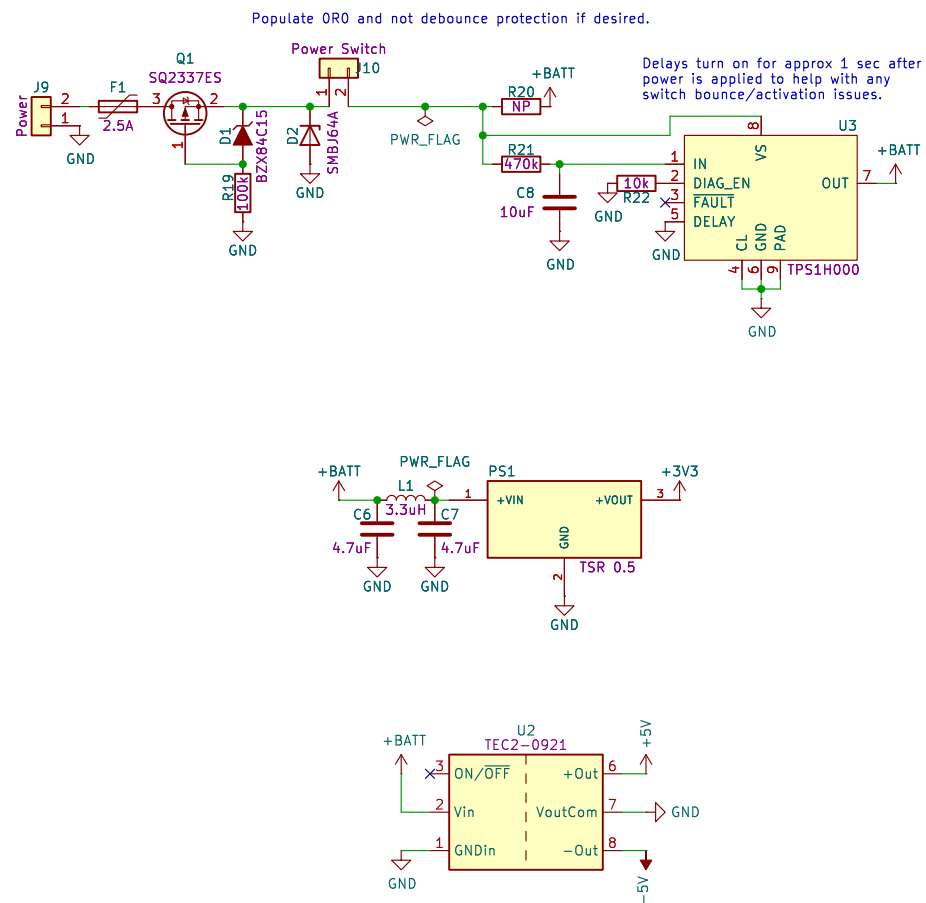 Populate 0R0 and not debounce protection if desired.
Power Switch
J10
1
2
Q1
SQ2337ES
3
2
1
J9
Power
2
1
GND
F1
2.5A
D1
BZX84C15
R19
100k
GND
D2
SMBJ64A
GND
PWR_FLAG
R20
NP
+BATT
R21
470k
C8
10uF
GND
Delays turn on for approx 1 sec after
power is applied to help with any
switch bounce/activation issues.
U3
8
VS
1
IN
2
DIAG_EN
3
FAULT
5
DELAY
OUT
7
+BATT
10k
R22
GND
GND
CL
GND
PAD
4
6
9
TPS1H000
GND
+BATT
PWR_FLAG
L1
3.3uH
C6
4.7uF
GND
C7
4.7uF
GND
PS1
1
+VIN
+VOUT
3
+3V3
GND
2
TSR 0.5
GND
+BATT
U2
TEC2-0921
3
ON/OFF
2
Vin
1
GNDin
GND
+Out
6
+5V
VoutCom
7
GND
-Out
8
-5V